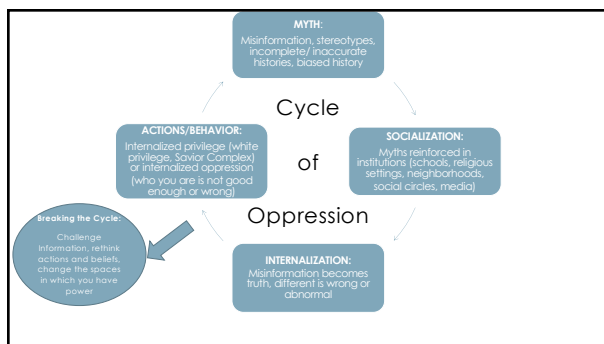 MYTH:
Misinformation, stereotypes,
incomplete/ inaccurate
histories, biased history
Cycle
of
Oppression
SOCIALIZATION:
Myths reinforced in
institutions (schools, religious
settings, neighborhoods,
social circles, media)
INTERNALIZATION:
Misinformation becomes
truth, different is wrong or
abnormal
ACTIONS/BEHAVIOR:
Internalized privilege (white
privilege, Savior Complex)
or internalized oppression
(who you are is not good
enough or wrong)
Breaking the Cycle:
Challenge
Information, rethink
actions and beliefs,
change the spaces
in which you have
power